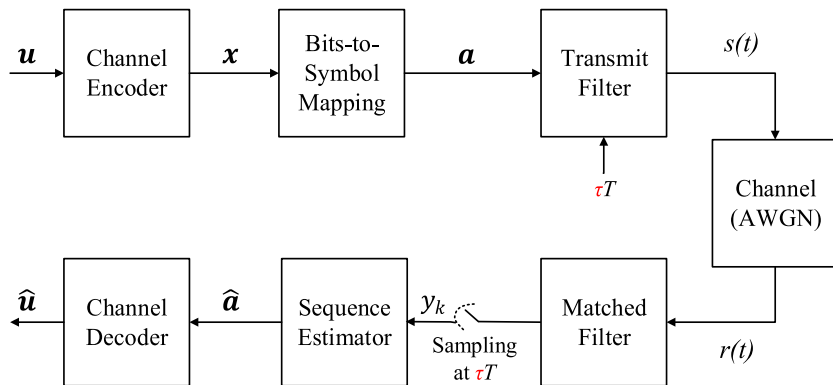 u
Channel
Encoder
x
Bits-to-
Symbol
Mapping
a
Transmit
Filter
s(t)
τT
Channel
(AWGN)
r(t)
Matched
Filter
Sampling
at τT
yₖ
Sequence
Estimator
â
Channel
Decoder
û